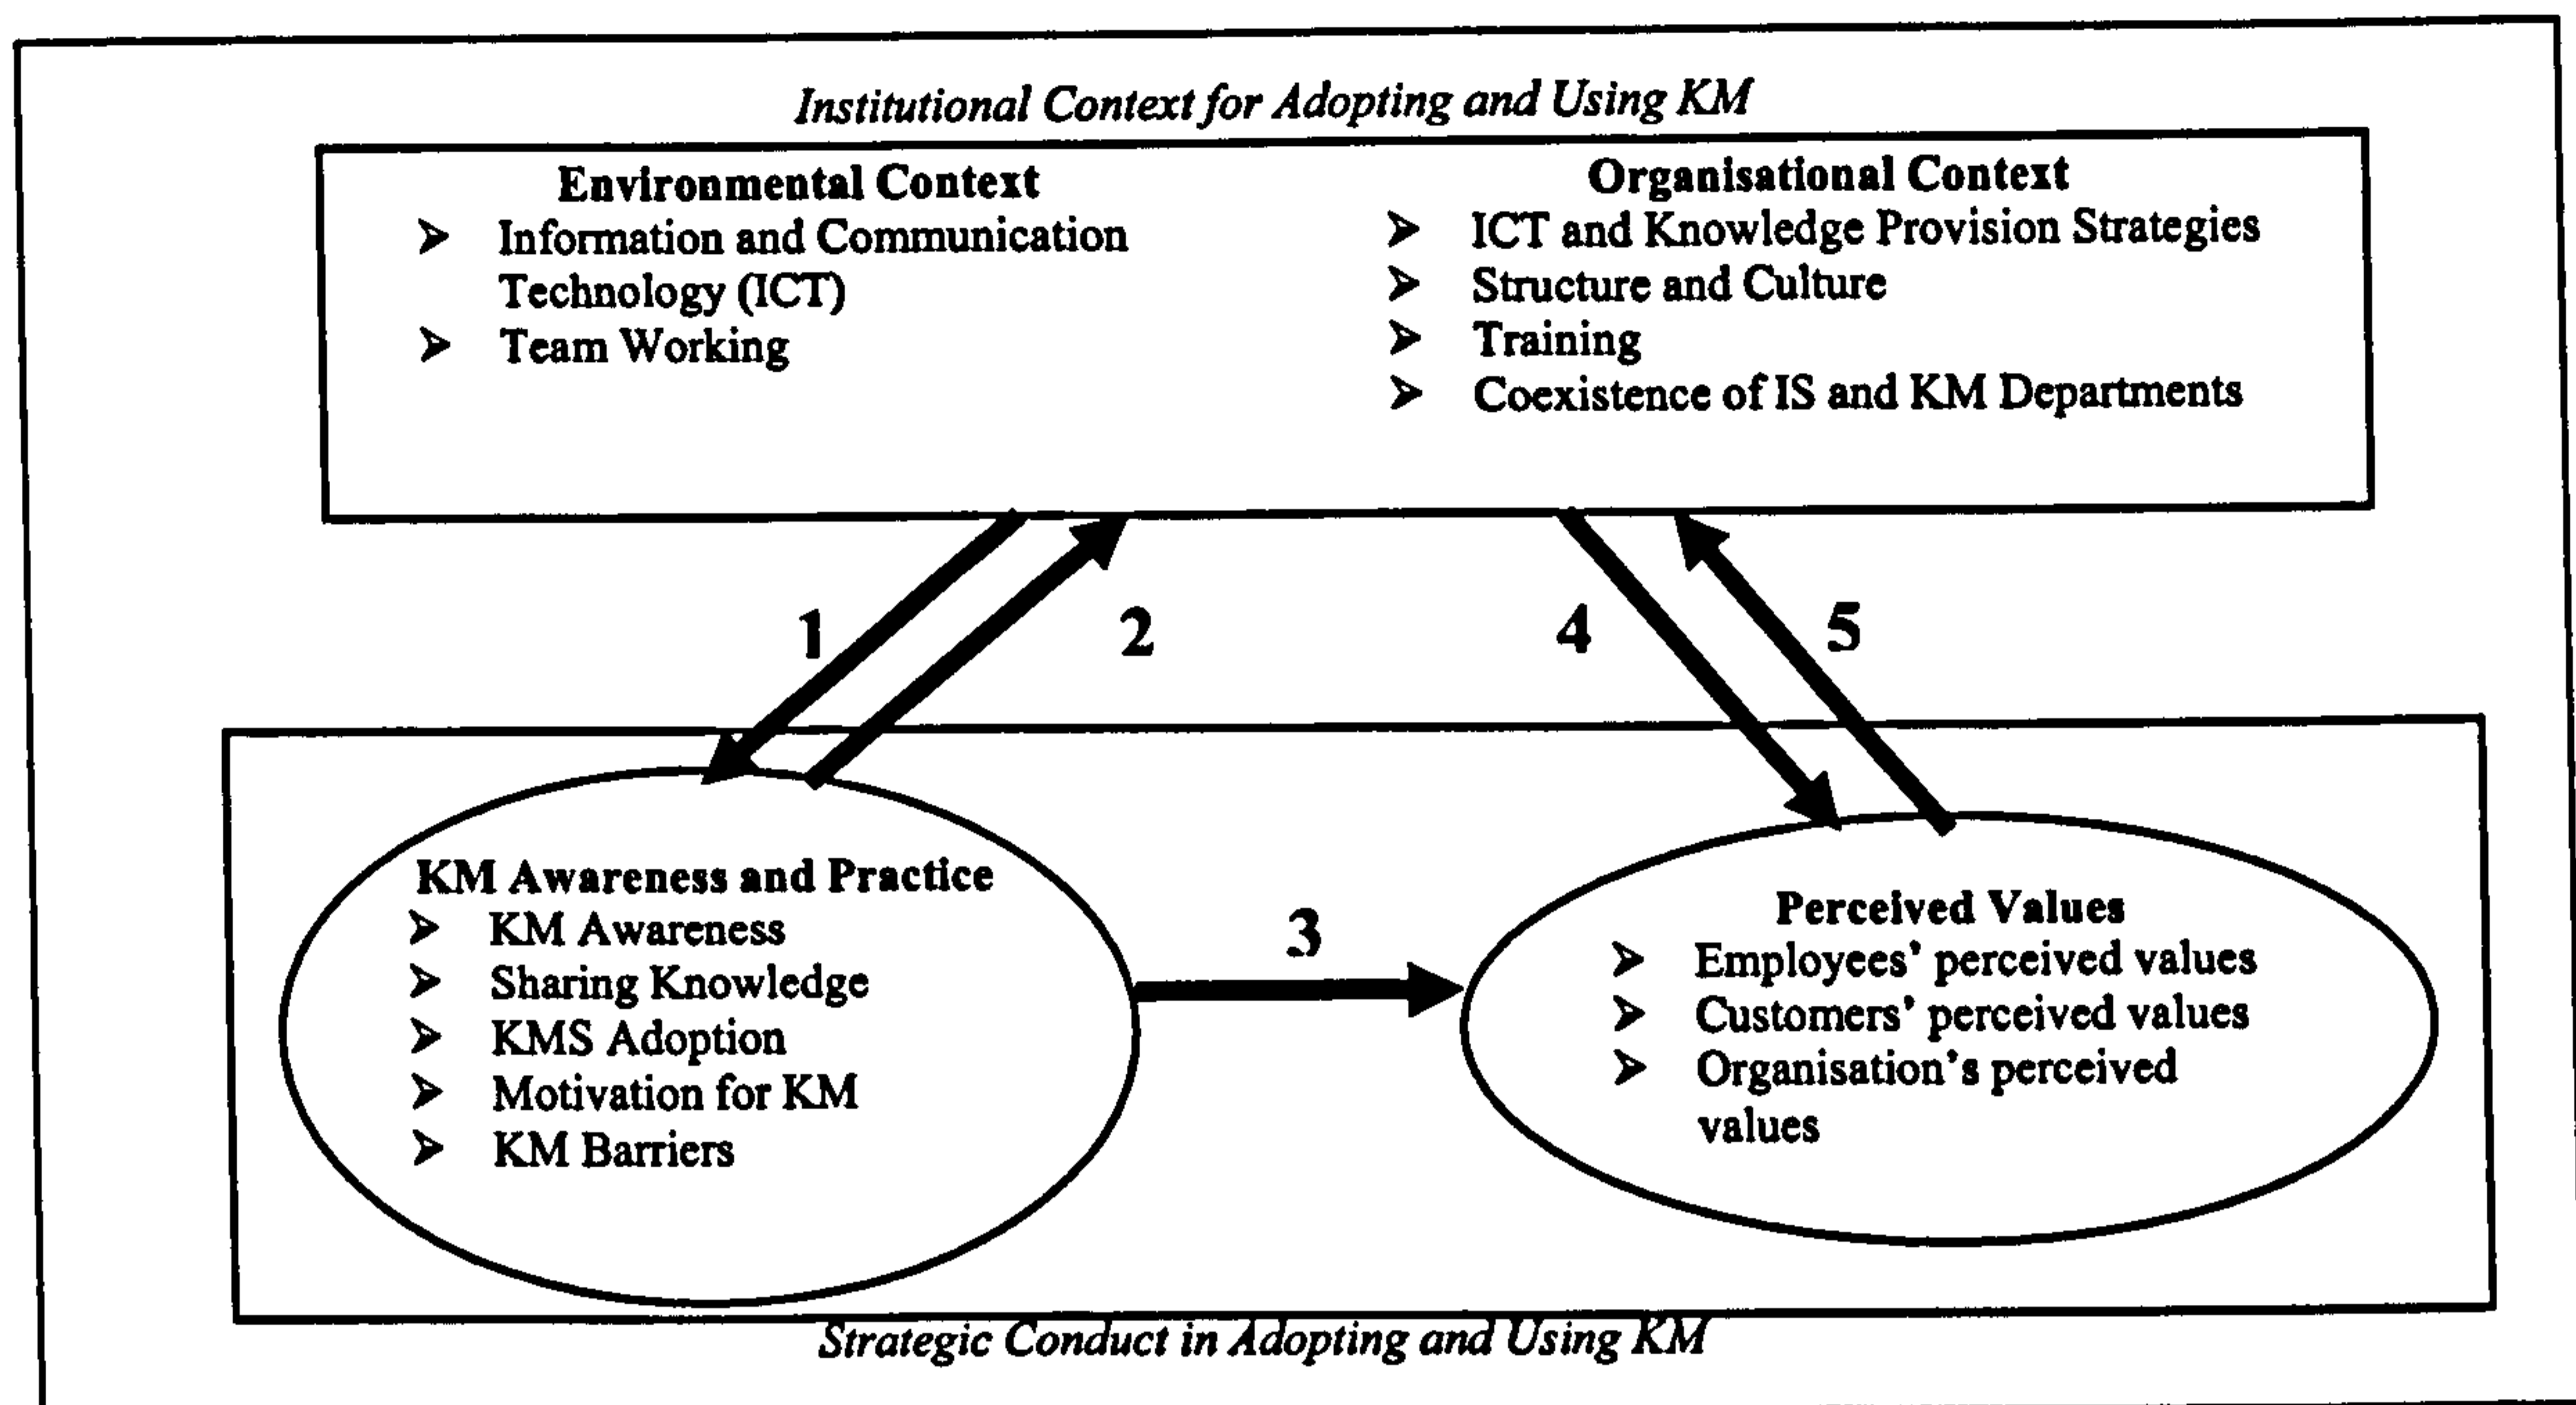 Institutional Context for Adopting and Using KM
Environmental Context
➢ Information and Communication
Technology (ICT)
➢ Team Working
Organisational Context
➢ ICT and Knowledge Provision Strategies
➢ Structure and Culture
➢ Training
➢ Coexistence of IS and KM Departments
1
2
4
5
KM Awareness and Practice
➢ KM Awareness
➢ Sharing Knowledge
➢ KMS Adoption
➢ Motivation for KM
➢ KM Barriers
3
Perceived Values
➢ Employees' perceived values
➢ Customers' perceived values
➢ Organisation's perceived
values
Strategic Conduct in Adopting and Using KM